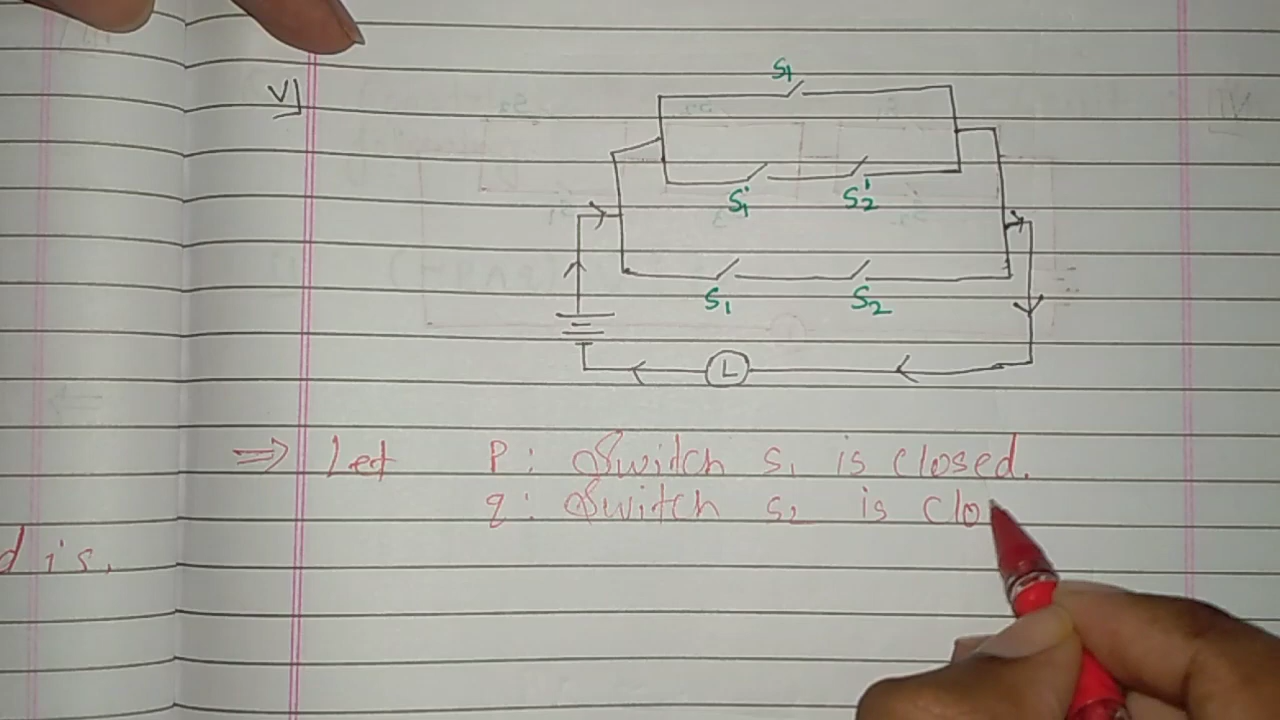 V)
S1
S1' S2'
S1 S2
L
⇒ Let P : Switch S1 is closed.
q : Switch S2 is clo
d is.